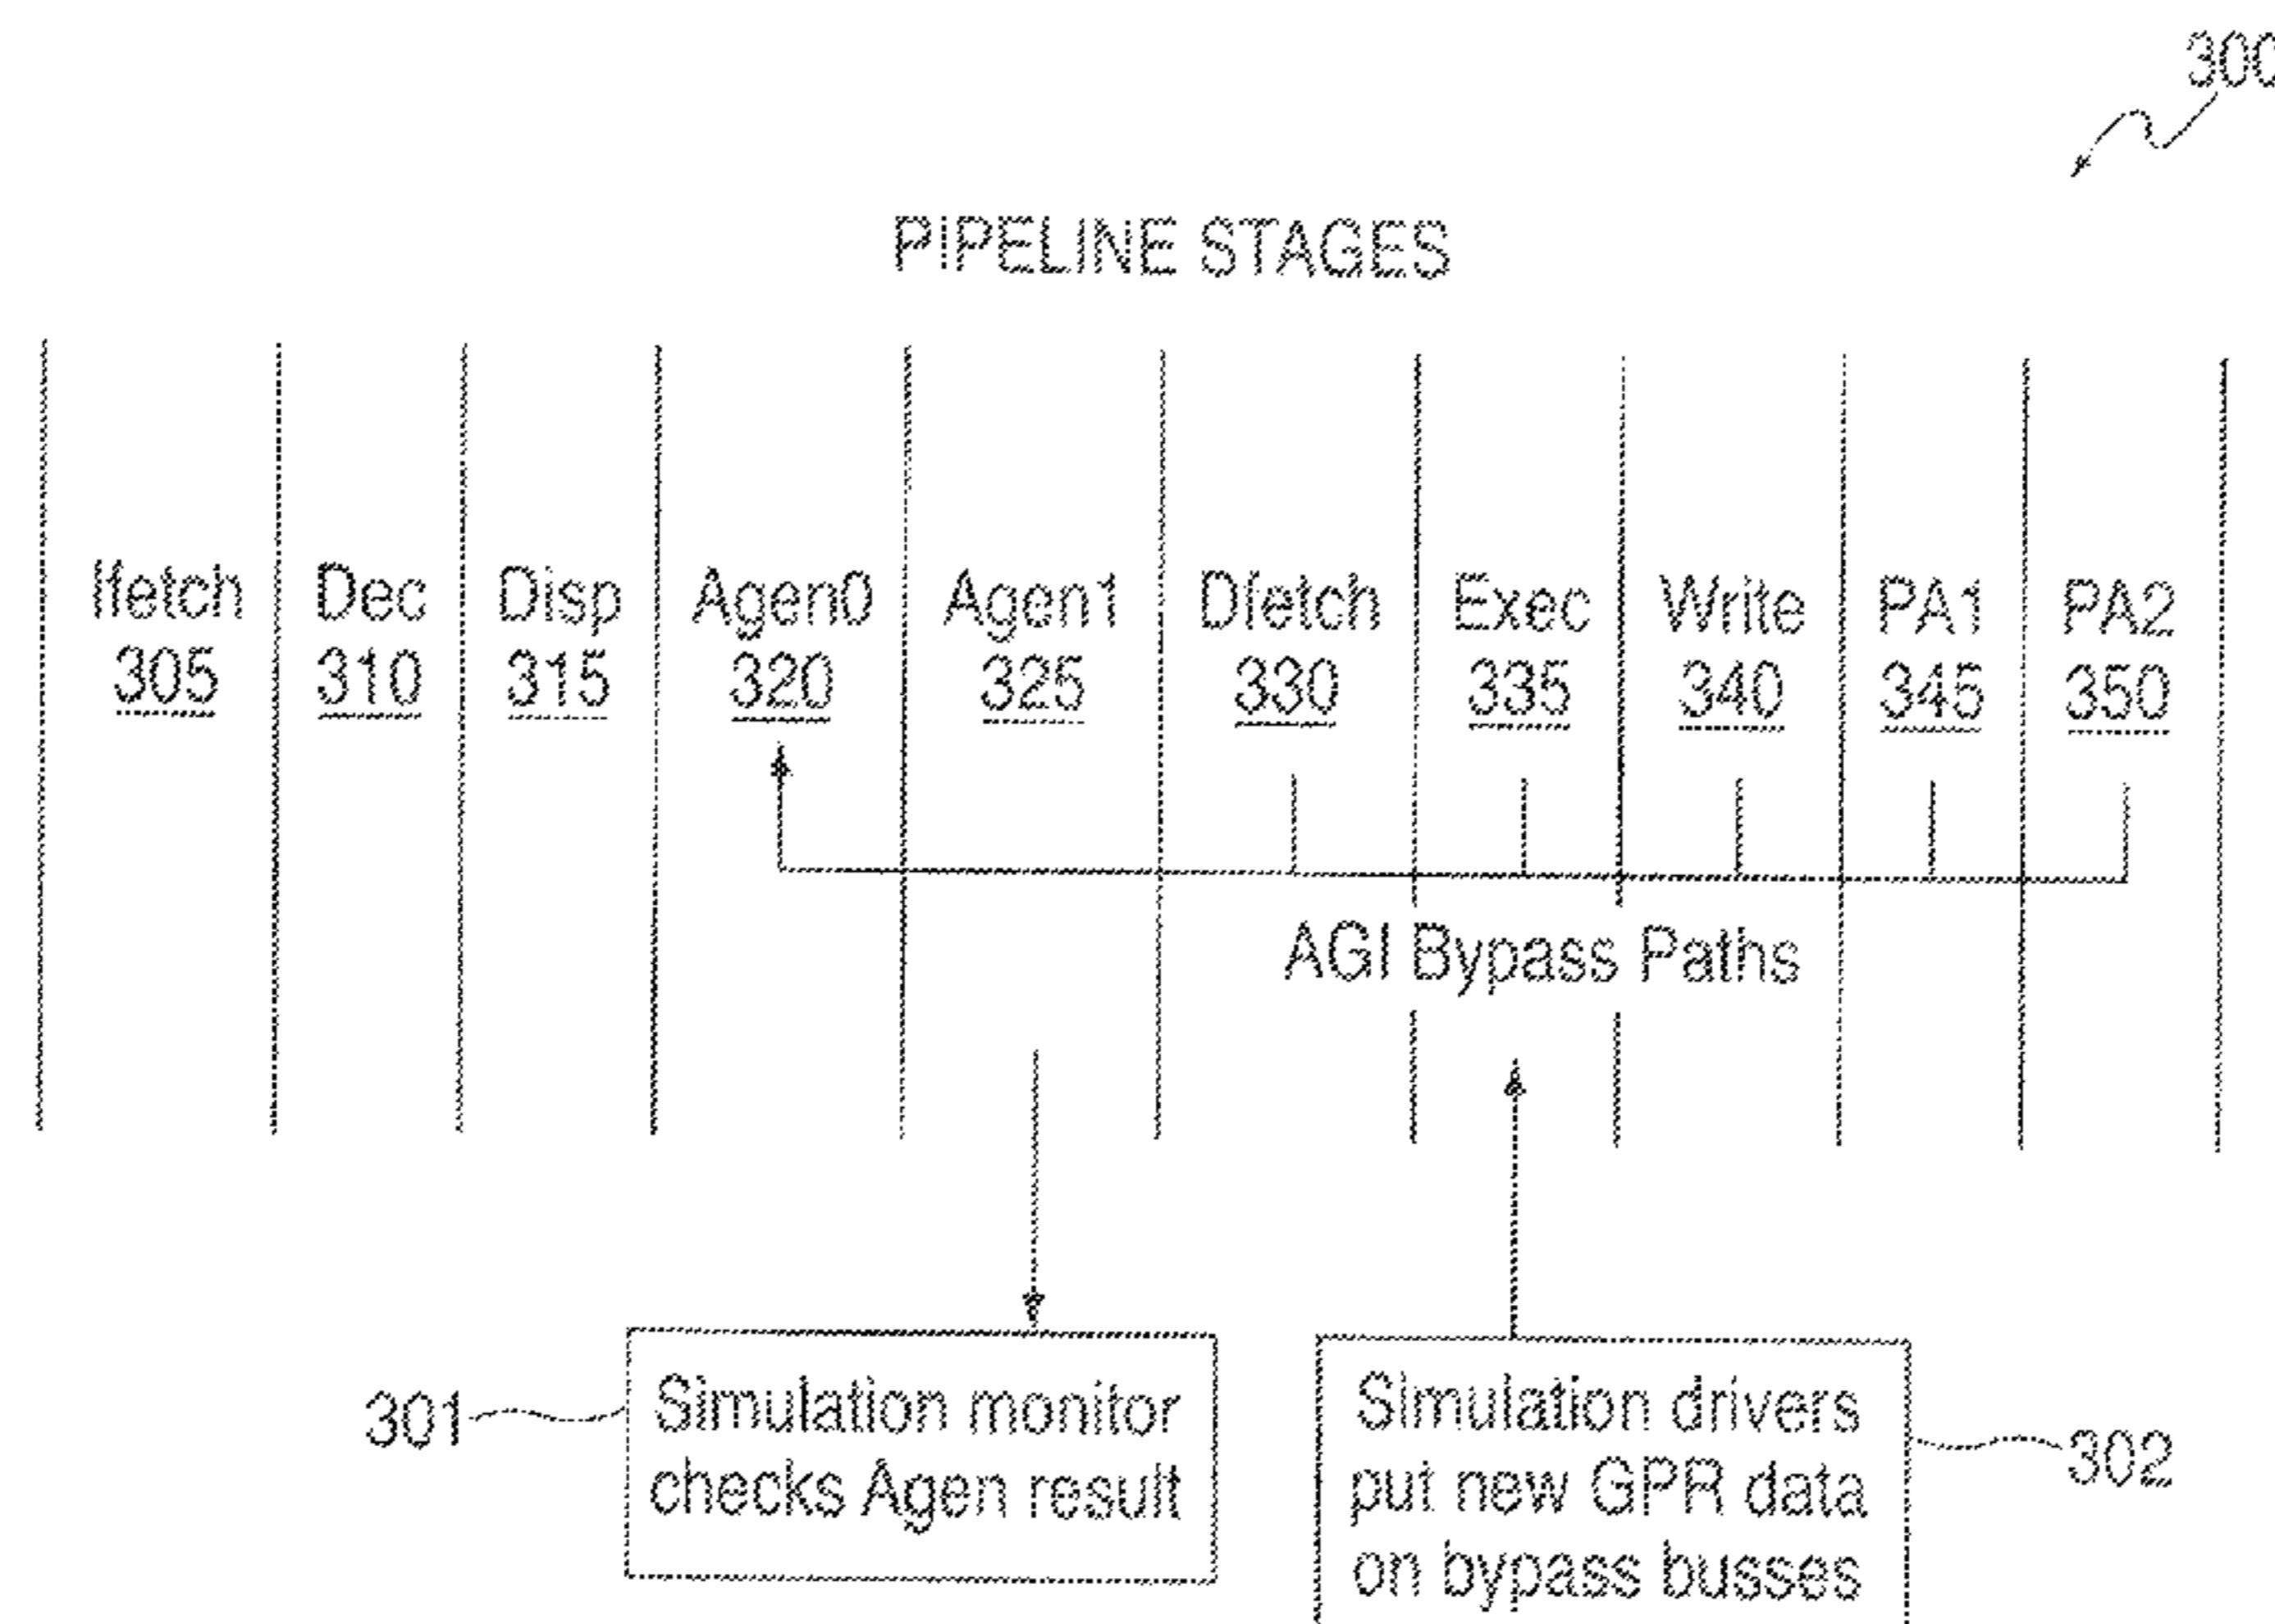 300
PIPELINE STAGES
Ifetch Dec Disp Agen0 Agen1 Dfetch Exec Write PA1 PA2
305 310 315 320 325 330 335 340 345 350
AGI Bypass Paths
301
Simulation monitor
checks Agen result
Simulation drivers
put new GPR data
on bypass busses
302